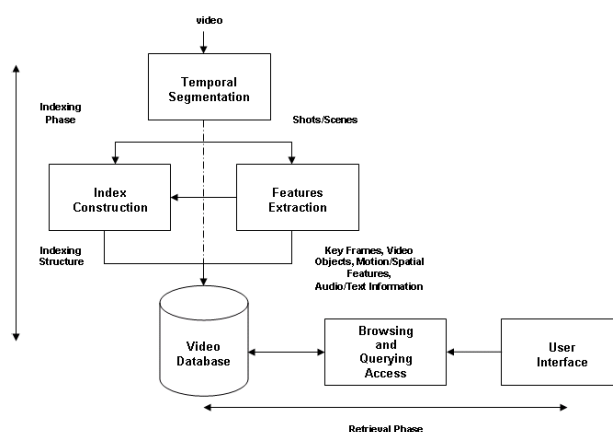 video
Temporal
Segmentation
Indexing
Phase
Shots/Scenes
Index
Construction
Features
Extraction
Indexing
Structure
Key Frames, Video
Objects, Motion/Spatial
Features,
Audio/Text Information
Video
Database
Browsing
and
Querying
Access
User
Interface
Retrieval Phase